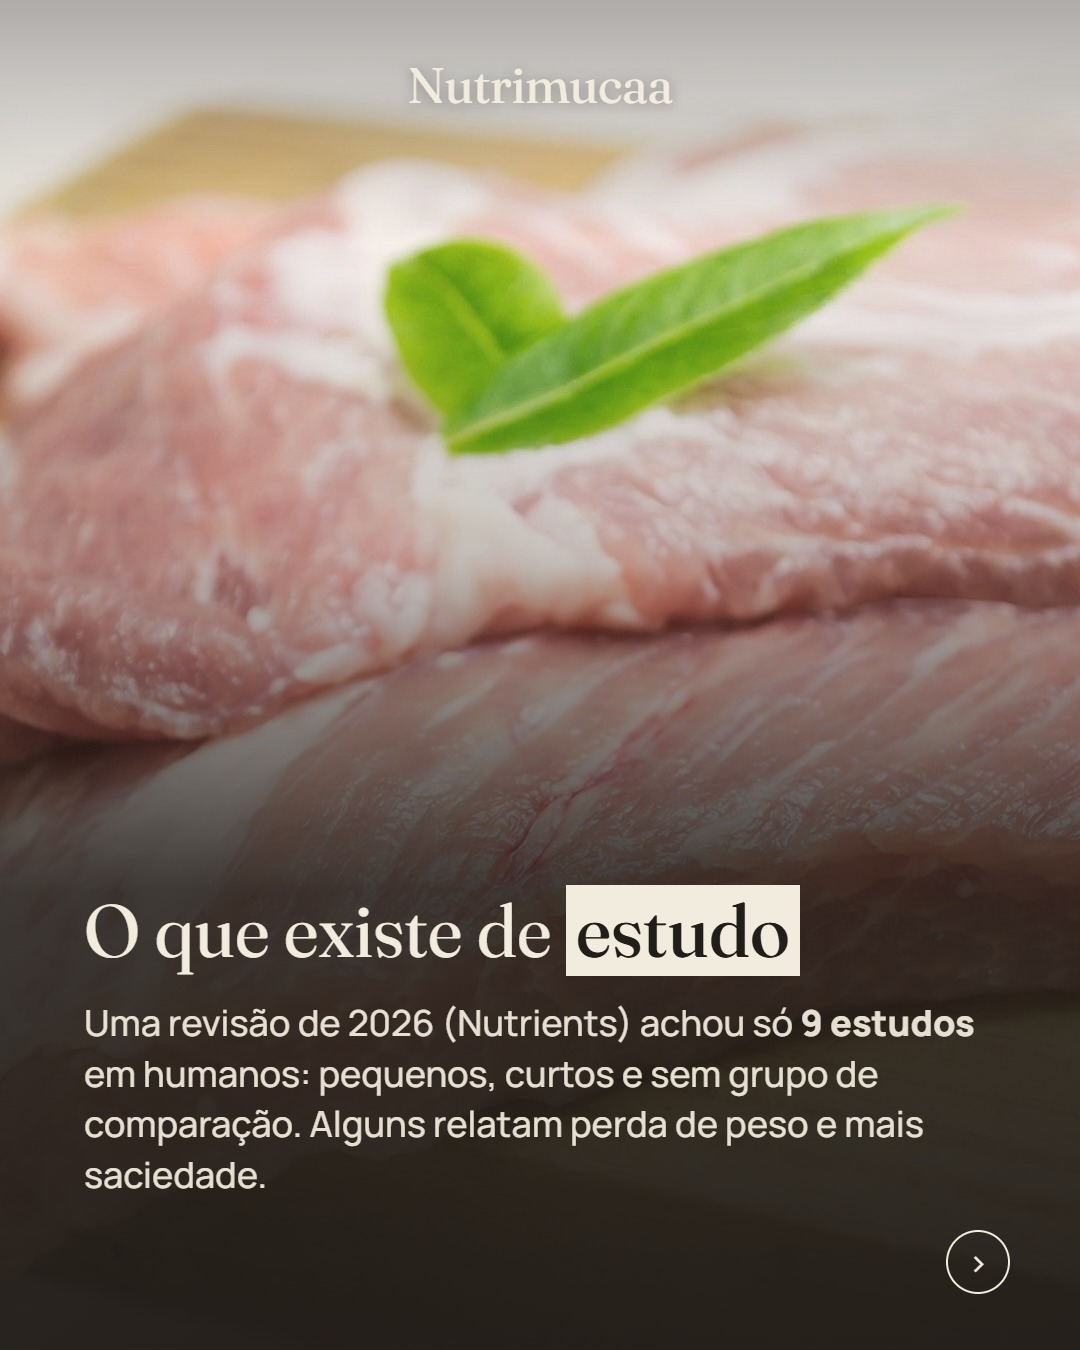 Nutrimucaa
O que existe de estudo
Uma revisão de 2026 (Nutrients) achou só 9 estudos
em humanos: pequenos, curtos e sem grupo de
comparação. Alguns relatam perda de peso e mais
saciedade.